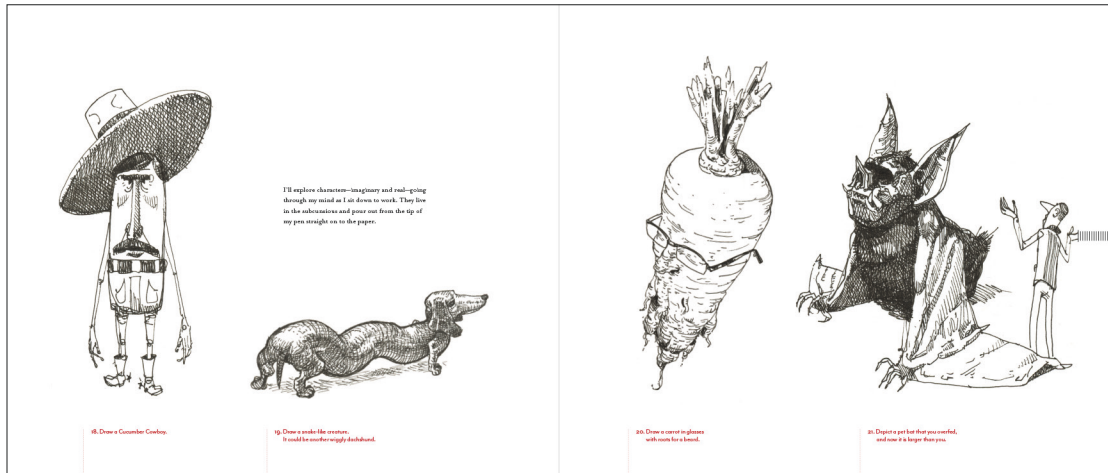 I'll explore characters—imaginary and real—going
through my mind as I sit down to work. They live
in the subcunsious and pour out from the tip of
my pen straight on to the paper.
18. Draw a Cucumber Cowboy.
19. Draw a snake-like creature.
It could be another wiggly dachshund.
20. Draw a carrot in glasses
with roots for a beard.
21. Depict a pet bat that you overfed,
and now it is larger than you.